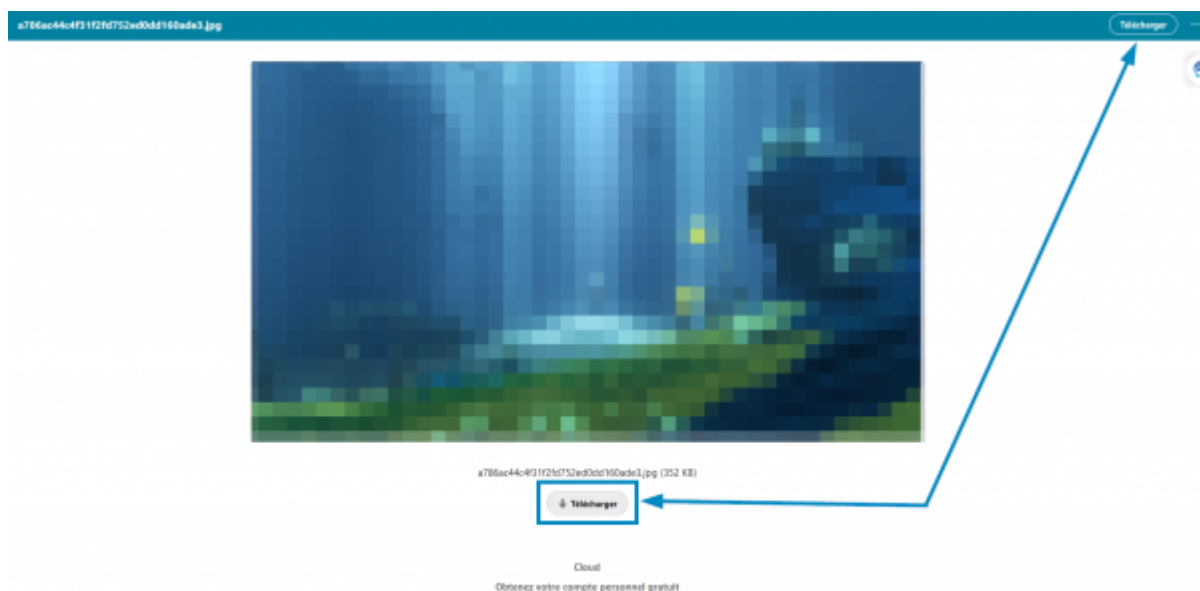 a786ac44c4f31f2fd752ed0dd160ade3.jpg
Télécharger
a786ac44c4f31f2fd752ed0dd160ade3.jpg (352 KB)
Télécharger
Cloud
Obtenez votre compte personnel gratuit